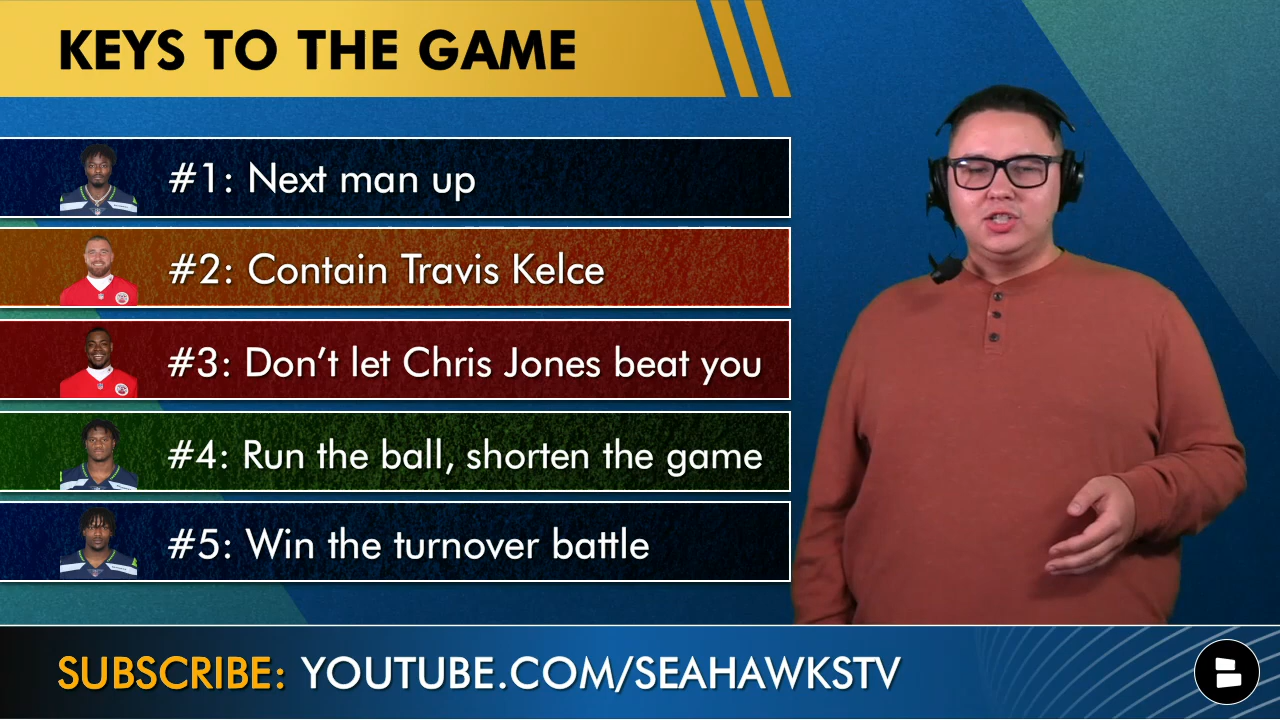 KEYS TO THE GAME
#1: Next man up
#2: Contain Travis Kelce
#3: Don’t let Chris Jones beat you
#4: Run the ball, shorten the game
#5: Win the turnover battle
SUBSCRIBE: YOUTUBE.COM/SEAHAWKSTV